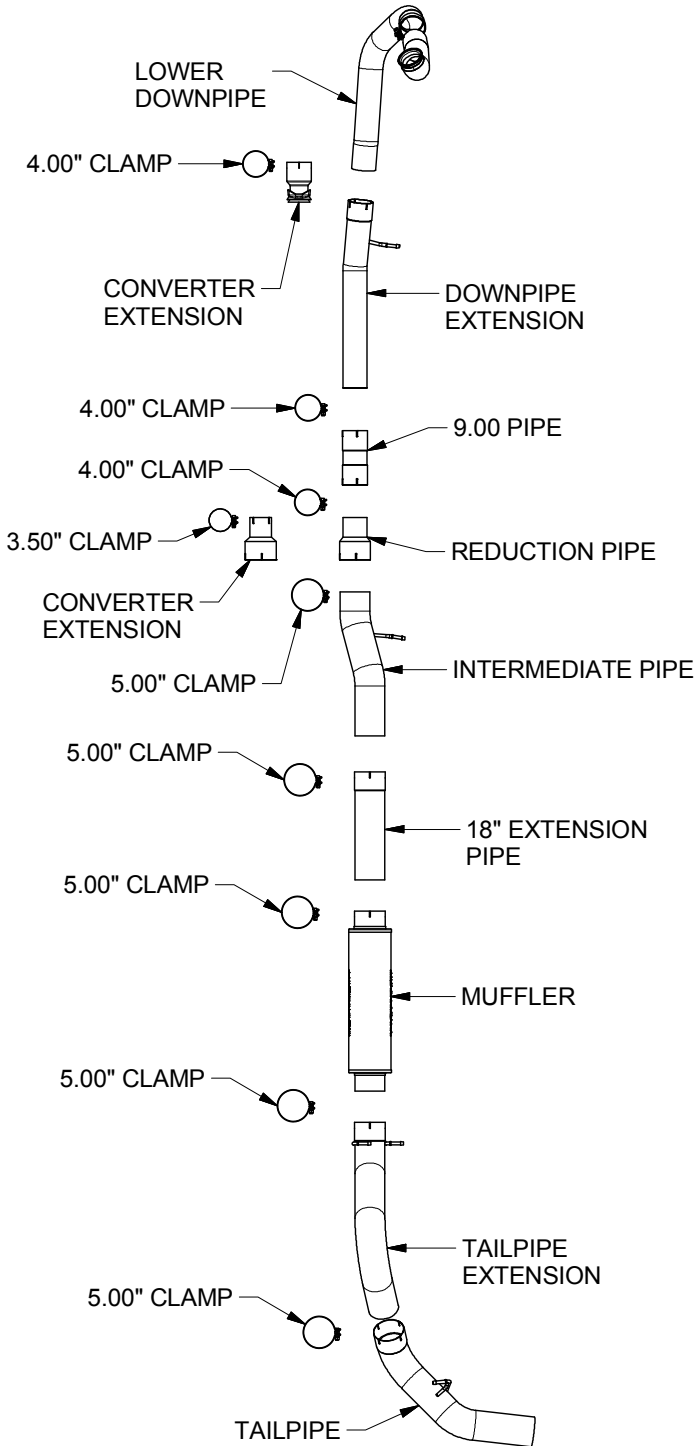 LOWER
DOWNPIPE
4.00" CLAMP
CONVERTER
EXTENSION
DOWNPIPE
EXTENSION
4.00" CLAMP
9.00 PIPE
4.00" CLAMP
3.50" CLAMP
REDUCTION PIPE
CONVERTER
EXTENSION
5.00" CLAMP
INTERMEDIATE PIPE
5.00" CLAMP
18" EXTENSION
PIPE
5.00" CLAMP
MUFFLER
5.00" CLAMP
TAILPIPE
EXTENSION
5.00" CLAMP
TAILPIPE